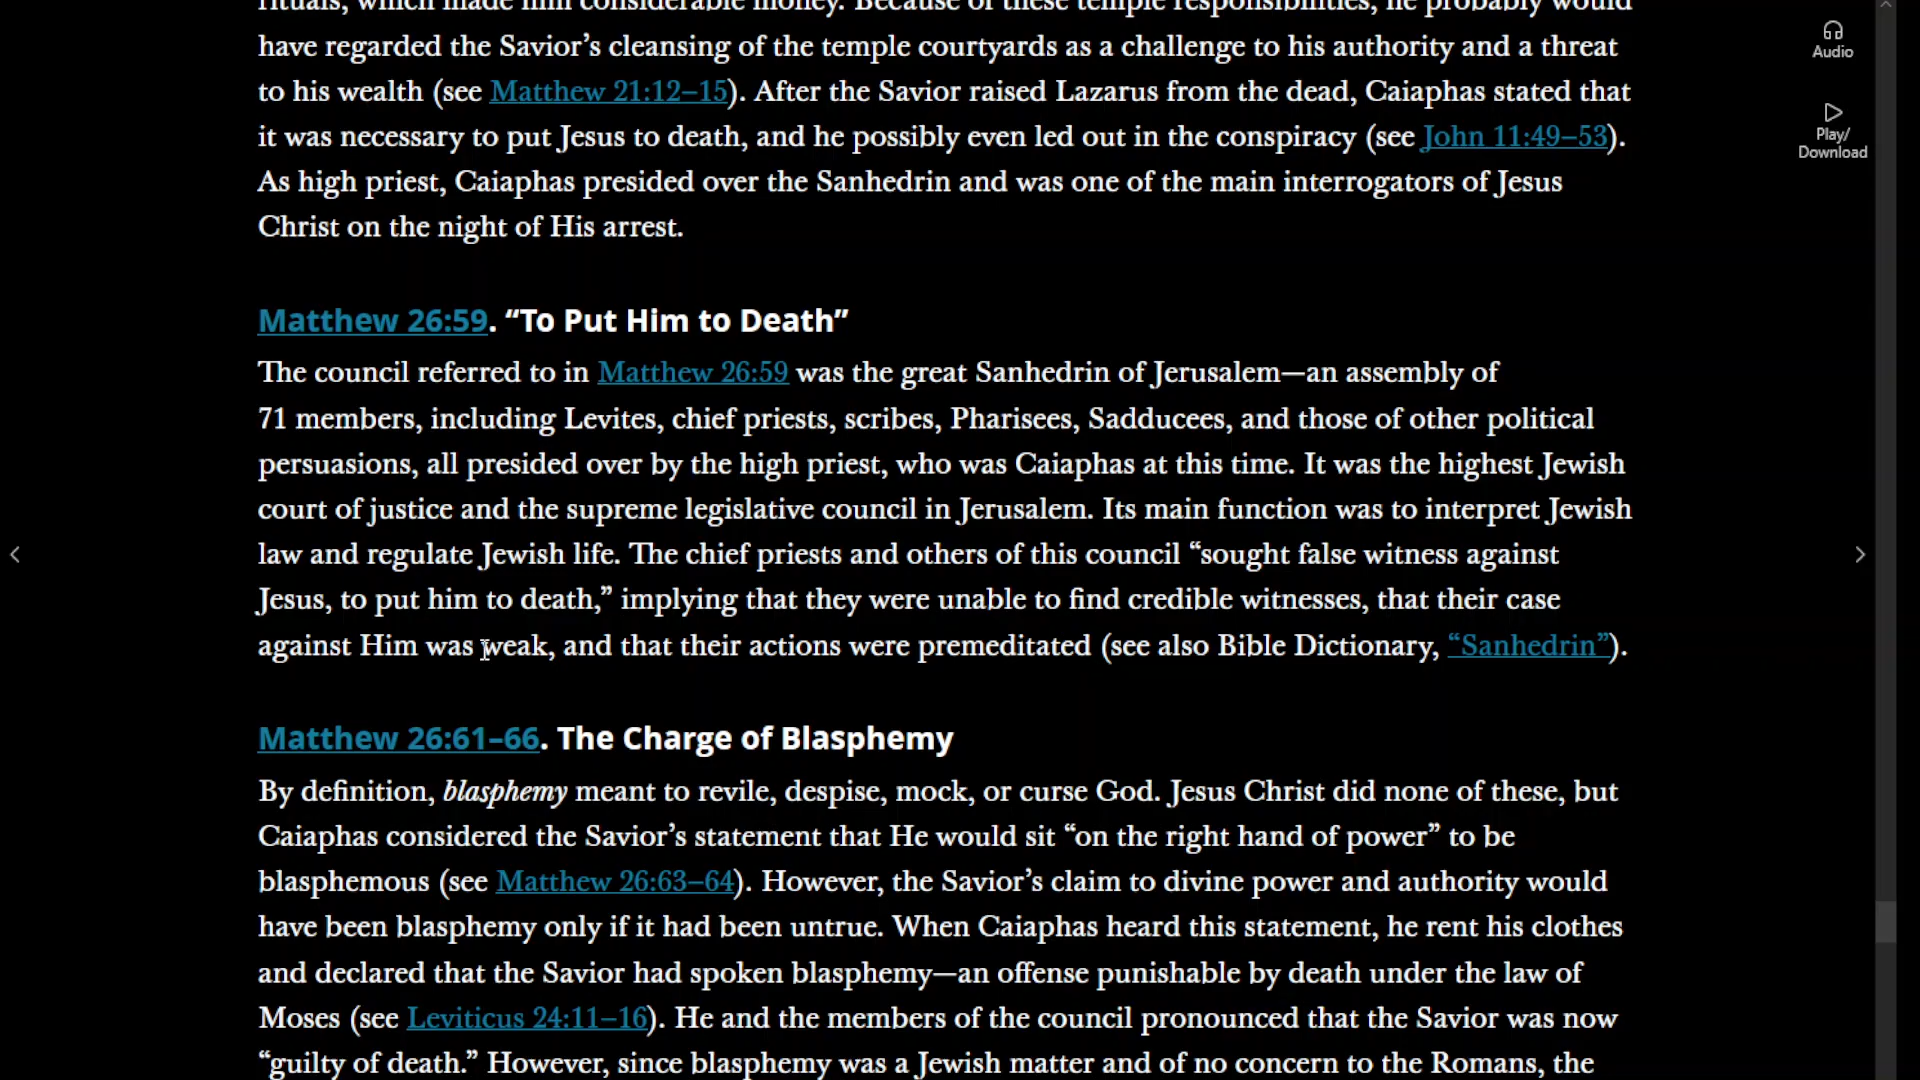 rituals, which made him considerable money. Because of these temple responsibilities, he probably would
have regarded the Savior’s cleansing of the temple courtyards as a challenge to his authority and a threat
to his wealth (see Matthew 21:12–15). After the Savior raised Lazarus from the dead, Caiaphas stated that
it was necessary to put Jesus to death, and he possibly even led out in the conspiracy (see John 11:49–53).
As high priest, Caiaphas presided over the Sanhedrin and was one of the main interrogators of Jesus
Christ on the night of His arrest.
Matthew 26:59. “To Put Him to Death”
The council referred to in Matthew 26:59 was the great Sanhedrin of Jerusalem—an assembly of
71 members, including Levites, chief priests, scribes, Pharisees, Sadducees, and those of other political
persuasions, all presided over by the high priest, who was Caiaphas at this time. It was the highest Jewish
court of justice and the supreme legislative council in Jerusalem. Its main function was to interpret Jewish
law and regulate Jewish life. The chief priests and others of this council “sought false witness against
Jesus, to put him to death,” implying that they were unable to find credible witnesses, that their case
against Him was weak, and that their actions were premeditated (see also Bible Dictionary, “Sanhedrin”).
Matthew 26:61–66. The Charge of Blasphemy
By definition, blasphemy meant to revile, despise, mock, or curse God. Jesus Christ did none of these, but
Caiaphas considered the Savior’s statement that He would sit “on the right hand of power” to be
blasphemous (see Matthew 26:63–64). However, the Savior’s claim to divine power and authority would
have been blasphemy only if it had been untrue. When Caiaphas heard this statement, he rent his clothes
and declared that the Savior had spoken blasphemy—an offense punishable by death under the law of
Moses (see Leviticus 24:11–16). He and the members of the council pronounced that the Savior was now
“guilty of death.” However, since blasphemy was a Jewish matter and of no concern to the Romans, the
Audio
Play/
Download